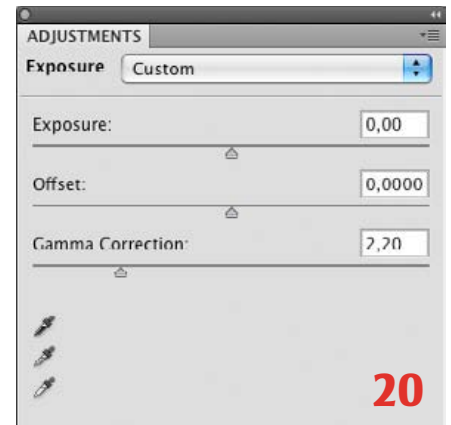 ADJUSTMENTS
Exposure Custom
Exposure: 0,00
Offset: 0,0000
Gamma Correction: 2,20
20